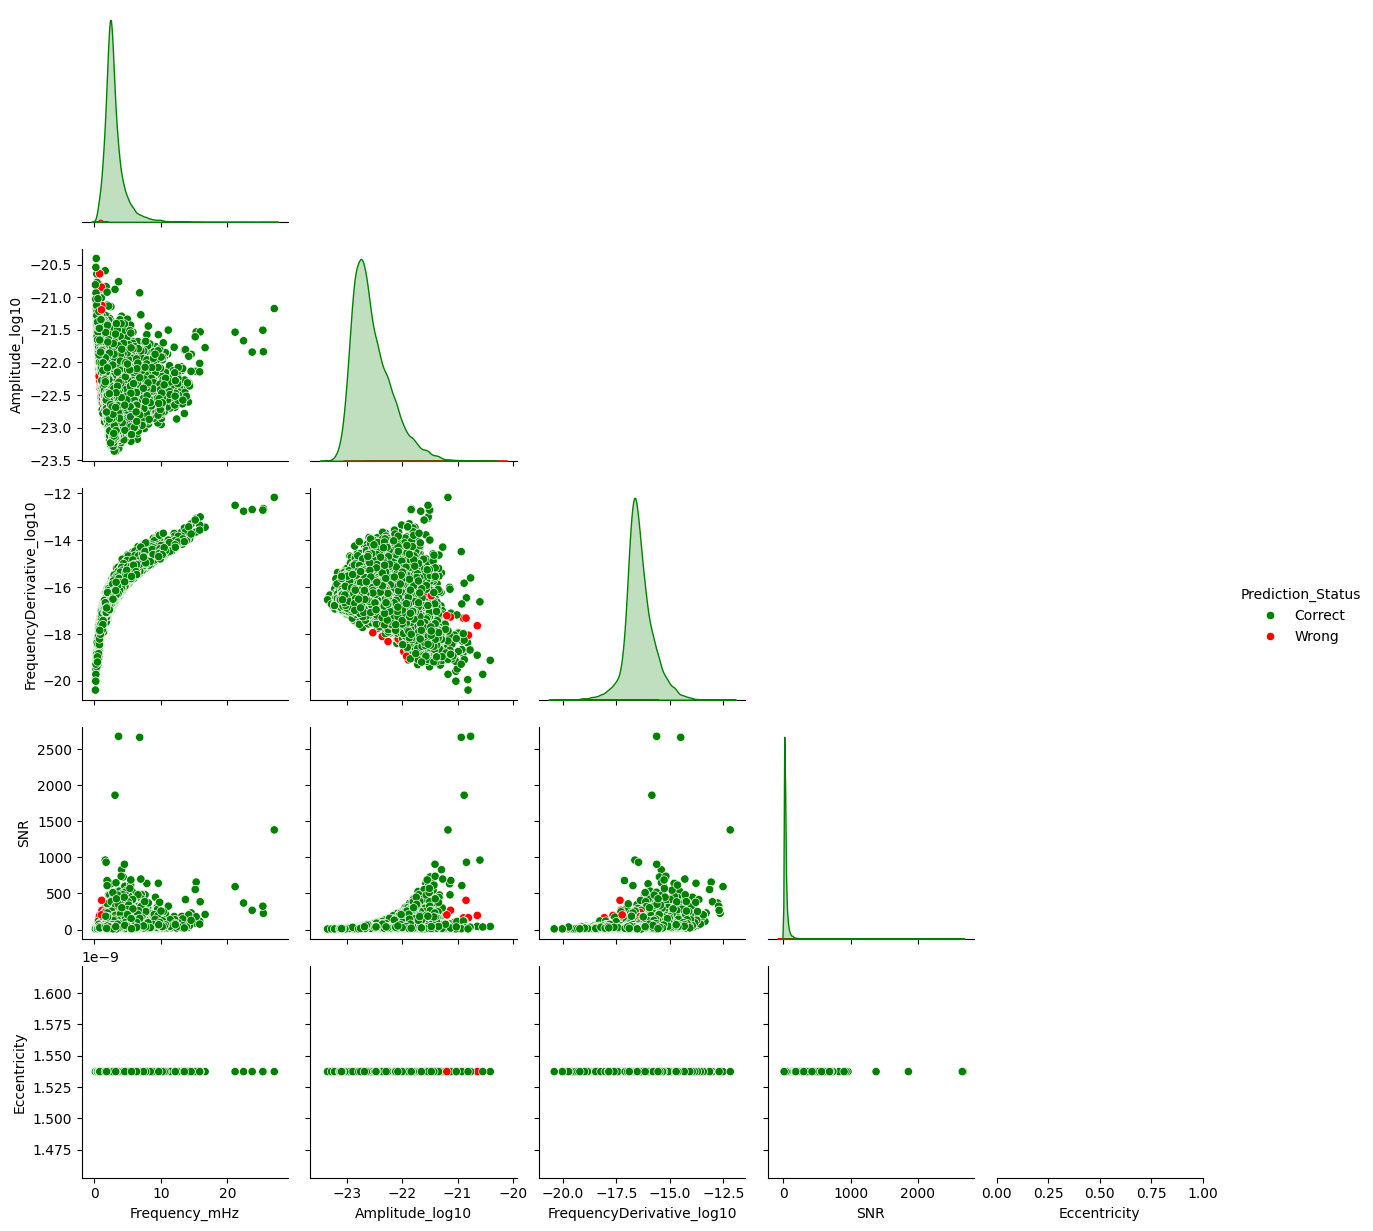 Amplitude_log10
−20.5
−21.0
−21.5
−22.0
−22.5
−23.0
−23.5
FrequencyDerivative_log10
−12
−14
−16
−18
−20
Prediction_Status
Correct
Wrong
SNR
2500
2000
1500
1000
500
0
1e−9
Eccentricity
1.600
1.575
1.550
1.525
1.500
1.475
0 10 20
−23 −22 −21 −20
−20.0 −17.5 −15.0 −12.5
0 1000 2000
0.00 0.25 0.50 0.75 1.00
Frequency_mHz
Amplitude_log10
FrequencyDerivative_log10
SNR
Eccentricity